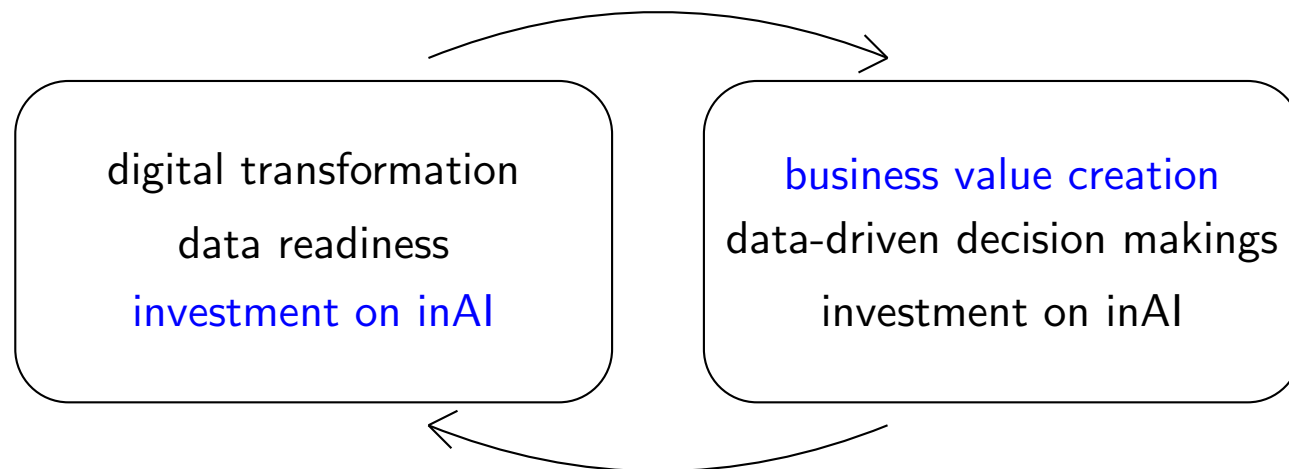 digital transformation
data readiness
investment on inAI
business value creation
data-driven decision makings
investment on inAI